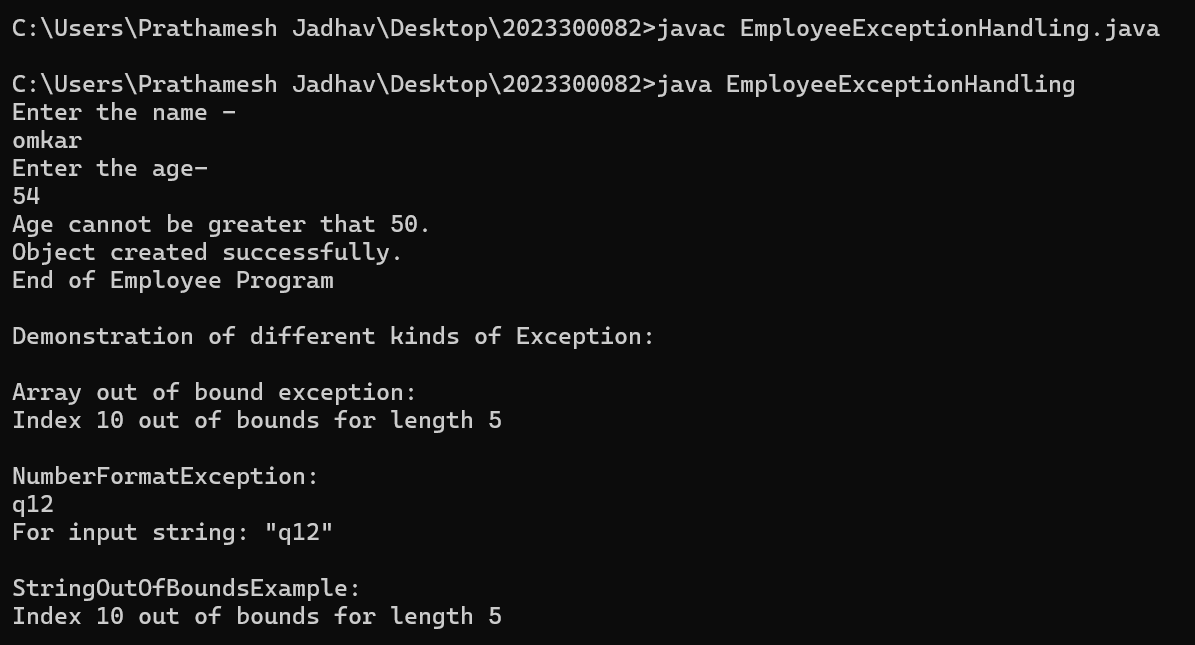 C:\Users\Prathamesh Jadhav\Desktop\2023300082>javac EmployeeExceptionHandling.java
C:\Users\Prathamesh Jadhav\Desktop\2023300082>java EmployeeExceptionHandling
Enter the name -
omkar
Enter the age-
54
Age cannot be greater that 50.
Object created successfully.
End of Employee Program
Demonstration of different kinds of Exception:
Array out of bound exception:
Index 10 out of bounds for length 5
NumberFormatException:
q12
For input string: "q12"
StringOutOfBoundsExample:
Index 10 out of bounds for length 5